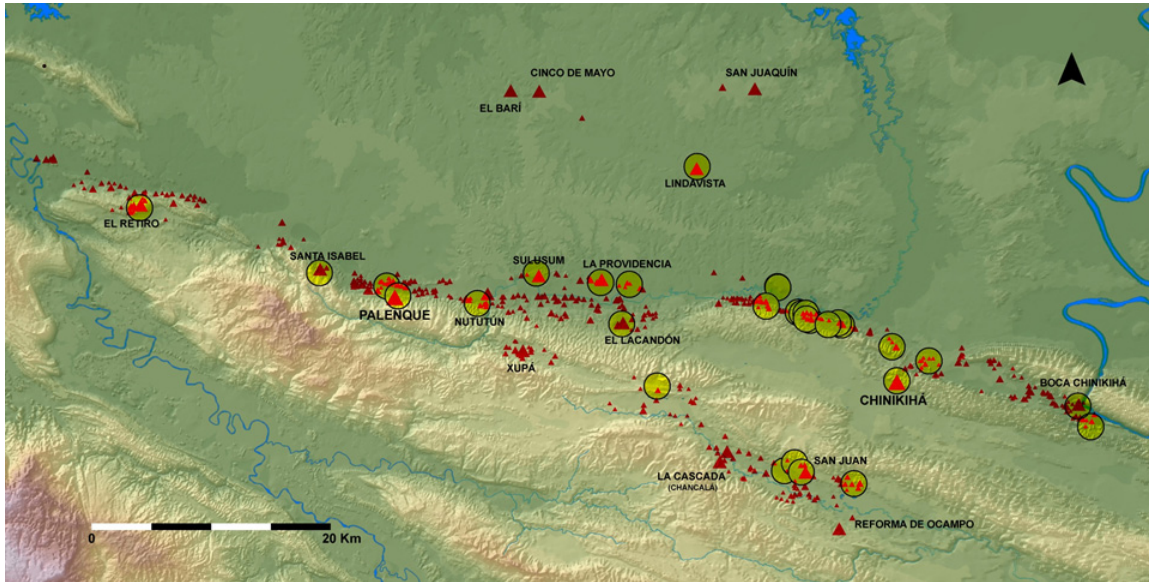 CINCO DE MAYO
SAN JUAQUÍN
EL BARÍ
LINDAVISTA
EL RETIRO
SANTA ISABEL
SULUSUM
LA PROVIDENCIA
PALENQUE
NUTUTÚN
EL LACANDÓN
XUPÁ
CHINIKIHÁ
BOCA CHINIKIHÁ
LA CASCADA
(CHANCALÁ)
SAN JUAN
REFORMA DE OCAMPO
0
20 Km